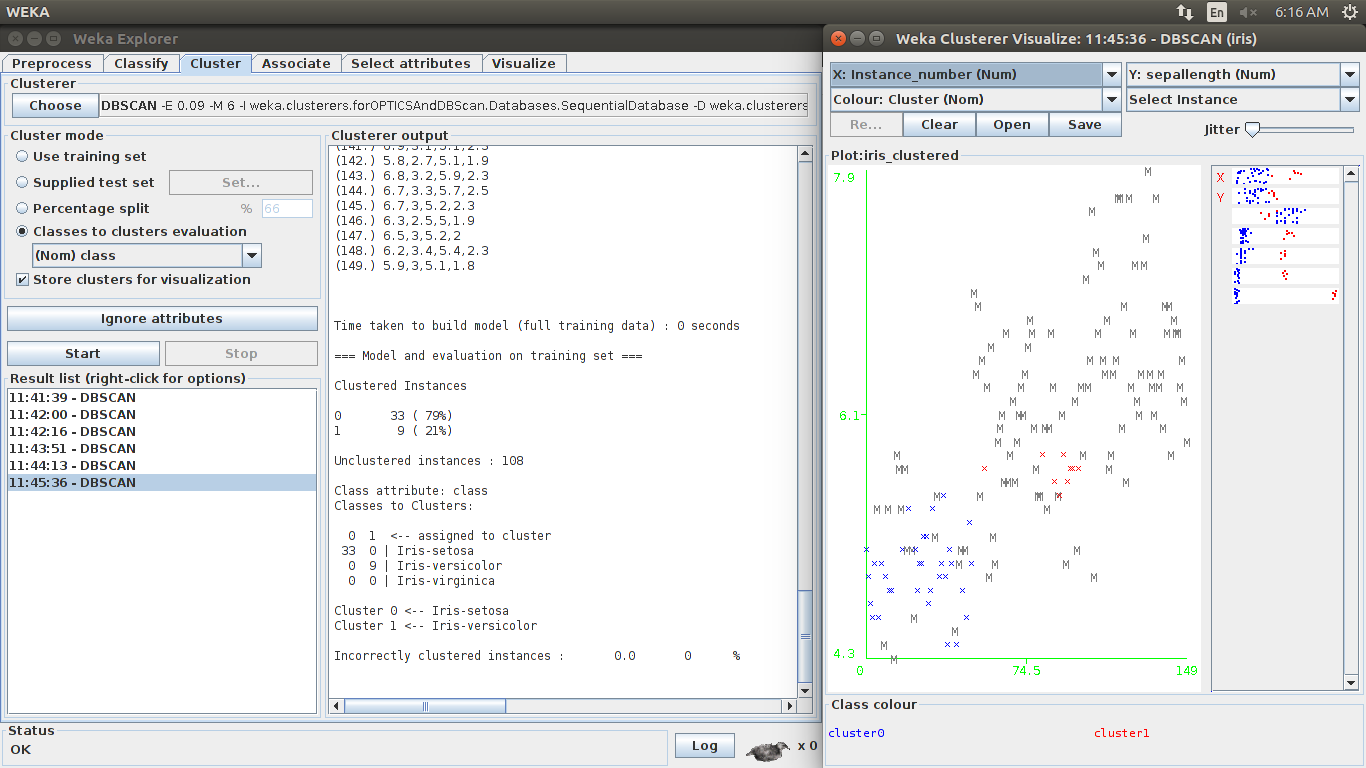 WEKA
En
6:16 AM
Weka Explorer
Preprocess
Classify
Cluster
Associate
Select attributes
Visualize
Clusterer
Choose
DBSCAN -E 0.09 -M 6 -I weka.clusterers.forOPTICSAndDBScan.Databases.SequentialDatabase -D weka.clusterers
Cluster mode
Use training set
Supplied test set
Set...
Percentage split
%
66
Classes to clusters evaluation
(Nom) class
Store clusters for visualization
Ignore attributes
Start
Stop
Result list (right-click for options)
11:41:39 - DBSCAN
11:42:00 - DBSCAN
11:42:16 - DBSCAN
11:43:51 - DBSCAN
11:44:13 - DBSCAN
11:45:36 - DBSCAN
Clusterer output
(142.) 5.8,2.7,5.1,1.9
(143.) 6.8,3.2,5.9,2.3
(144.) 6.7,3.3,5.7,2.5
(145.) 6.7,3,5.2,2.3
(146.) 6.3,2.5,5,1.9
(147.) 6.5,3,5.2,2
(148.) 6.2,3.4,5.4,2.3
(149.) 5.9,3,5.1,1.8
Time taken to build model (full training data) : 0 seconds
=== Model and evaluation on training set ===
Clustered Instances
0 33 ( 79%)
1 9 ( 21%)
Unclustered instances : 108
Class attribute: class
Classes to Clusters:
0 1 <-- assigned to cluster
33 0 | Iris-setosa
0 9 | Iris-versicolor
0 0 | Iris-virginica
Cluster 0 <-- Iris-setosa
Cluster 1 <-- Iris-versicolor
Incorrectly clustered instances : 0.0 0 %
Status
OK
Log
x 0
Weka Clusterer Visualize: 11:45:36 - DBSCAN (iris)
X: Instance_number (Num)
Y: sepallength (Num)
Colour: Cluster (Nom)
Select Instance
Re...
Clear
Open
Save
Jitter
Plot:iris_clustered
7.9
6.1
4.3
0
74.5
149
X
Y
Class colour
cluster0
cluster1